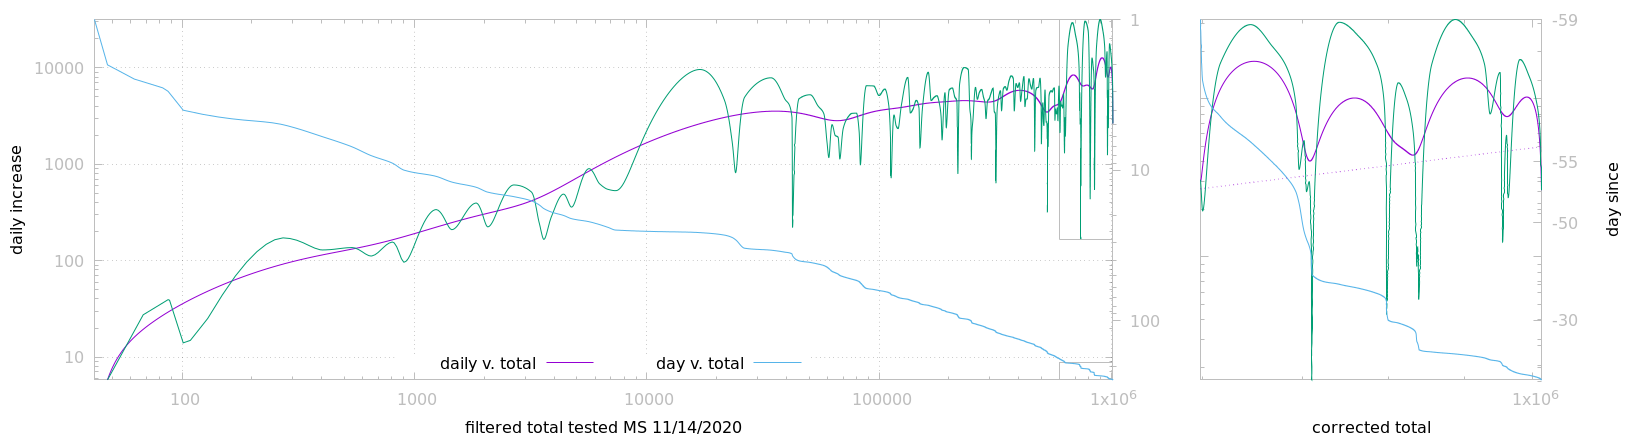 10000
1000
100
10
daily increase
1
10
100
daily v. total
day v. total
100
1000
10000
100000
1x10^6
filtered total tested MS 11/14/2020
-59
-55
-50
-30
day since
1x10^6
corrected total